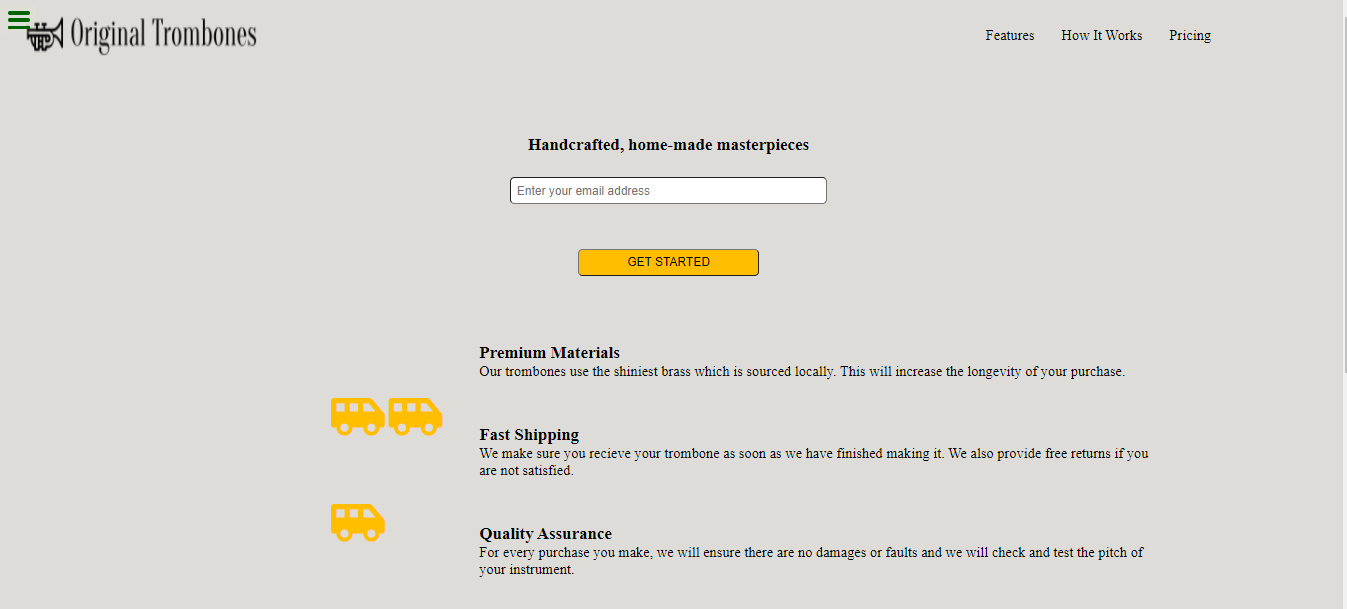 Original Trombones
Features
How It Works
Pricing
Handcrafted, home-made masterpieces
Enter your email address
GET STARTED
Premium Materials
Our trombones use the shiniest brass which is sourced locally. This will increase the longevity of your purchase.
Fast Shipping
We make sure you recieve your trombone as soon as we have finished making it. We also provide free returns if you
are not satisfied.
Quality Assurance
For every purchase you make, we will ensure there are no damages or faults and we will check and test the pitch of
your instrument.